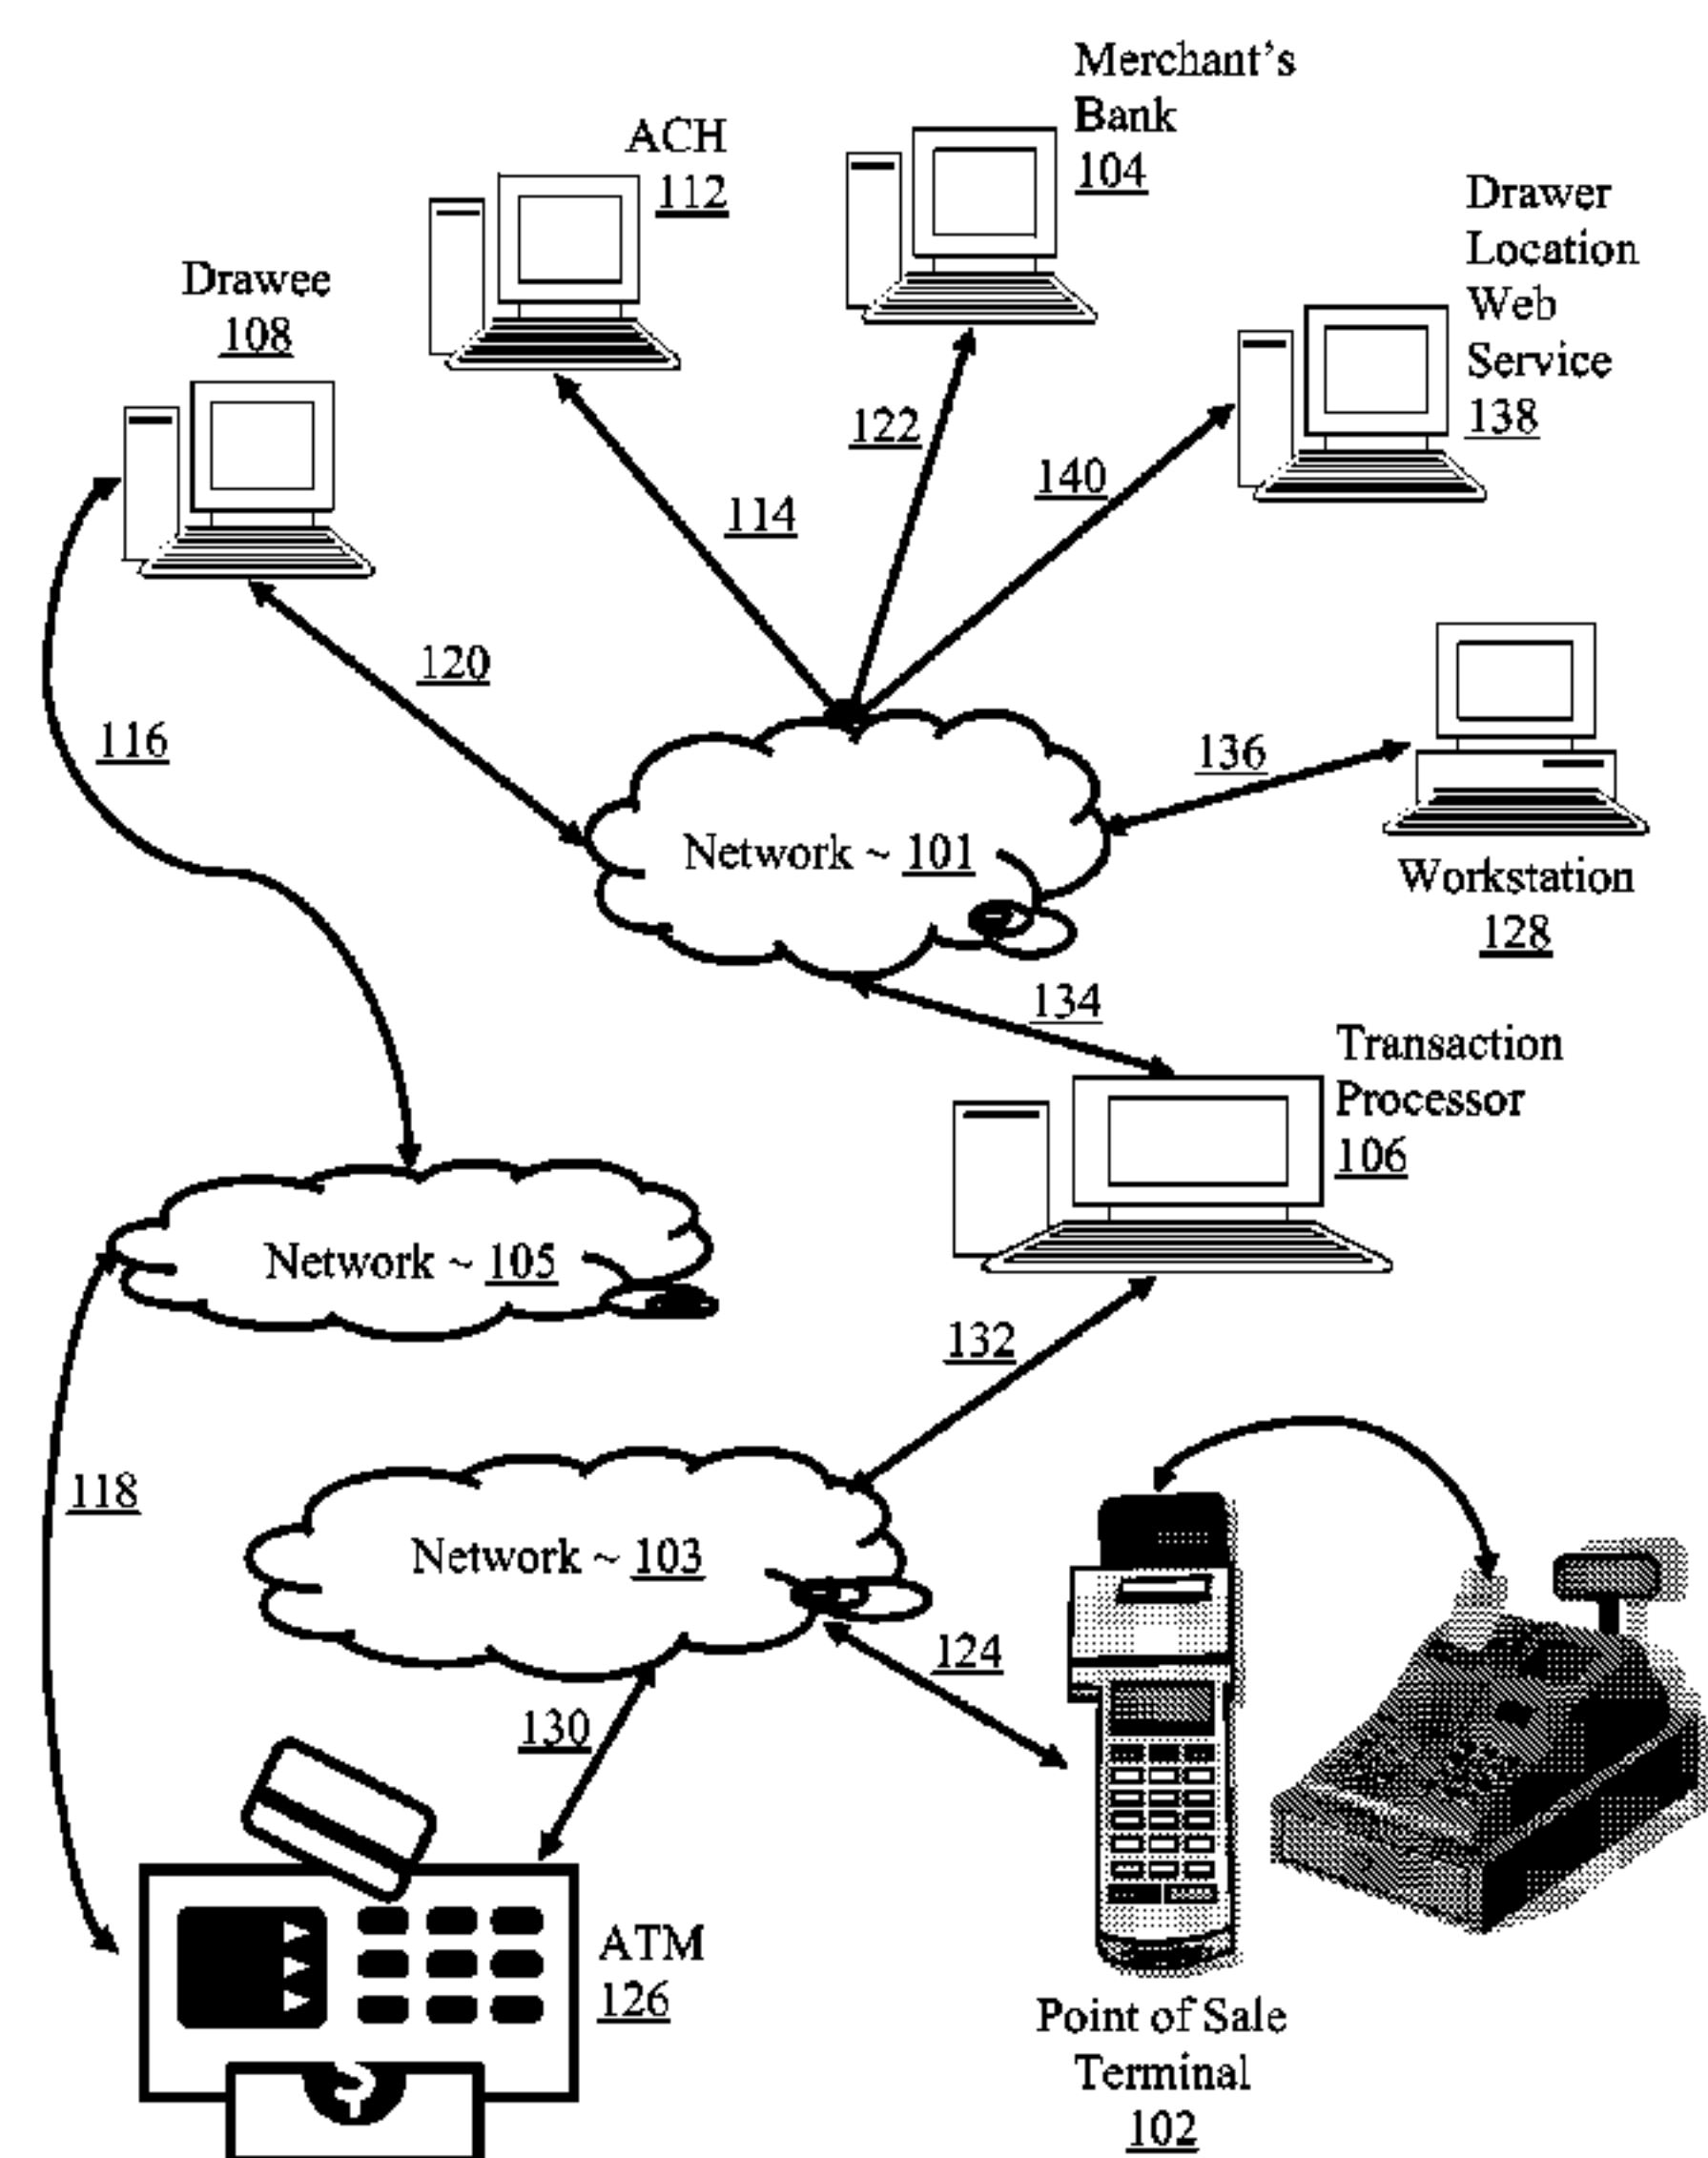 Merchant's
Bank
104
ACH
112
Drawer
Location
Web
Service
138
Drawee
108
122
140
114
120
116
136
Network ~ 101
Workstation
128
134
Transaction
Processor
106
Network ~ 105
132
118
Network ~ 103
124
130
ATM
126
Point of Sale
Terminal
102